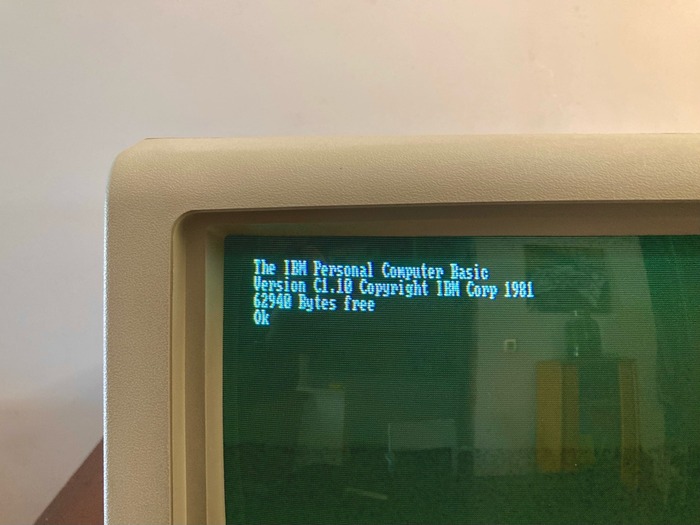 The IBM Personal Computer Basic
Version C1.10 Copyright IBM Corp 1981
62940 Bytes free
Ok